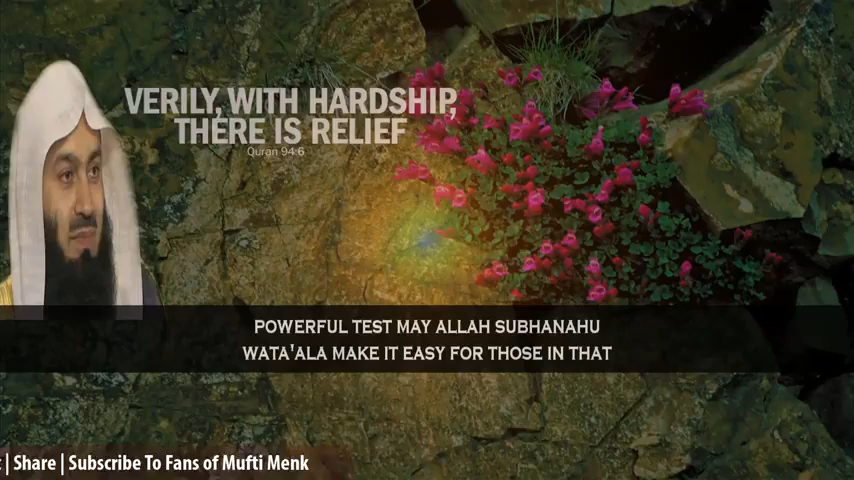 VERILY, WITH HARDSHIP,
THERE IS RELIEF
Quran 94:6
POWERFUL TEST MAY ALLAH SUBHANAHU
WATA'ALA MAKE IT EASY FOR THOSE IN THAT
| Share | Subscribe To Fans of Mufti Menk